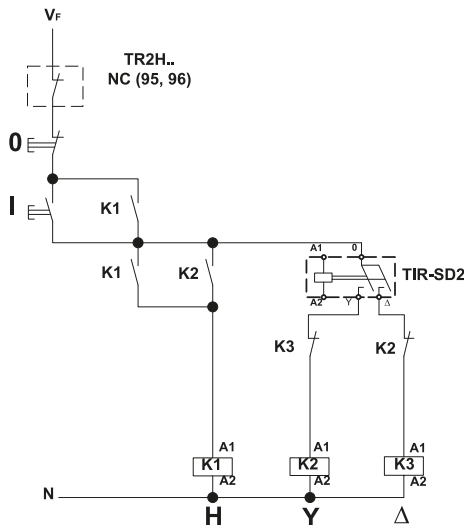 VF
TR2H..
NC (95, 96)
0
I
K1
K1
K2
A1
0
TIR-SD2
A2
Y
Δ
K3
K2
A1
A1
A1
K1
K2
K3
A2
A2
A2
N
H
Y
Δ